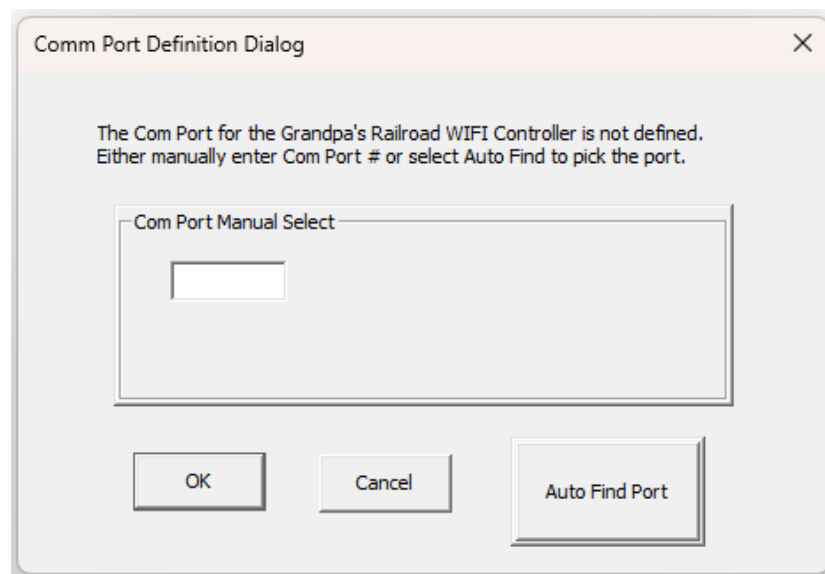 Comm Port Definition Dialog
The Com Port for the Grandpa's Railroad WIFI Controller is not defined.
Either manually enter Com Port # or select Auto Find to pick the port.
Com Port Manual Select
OK
Cancel
Auto Find Port